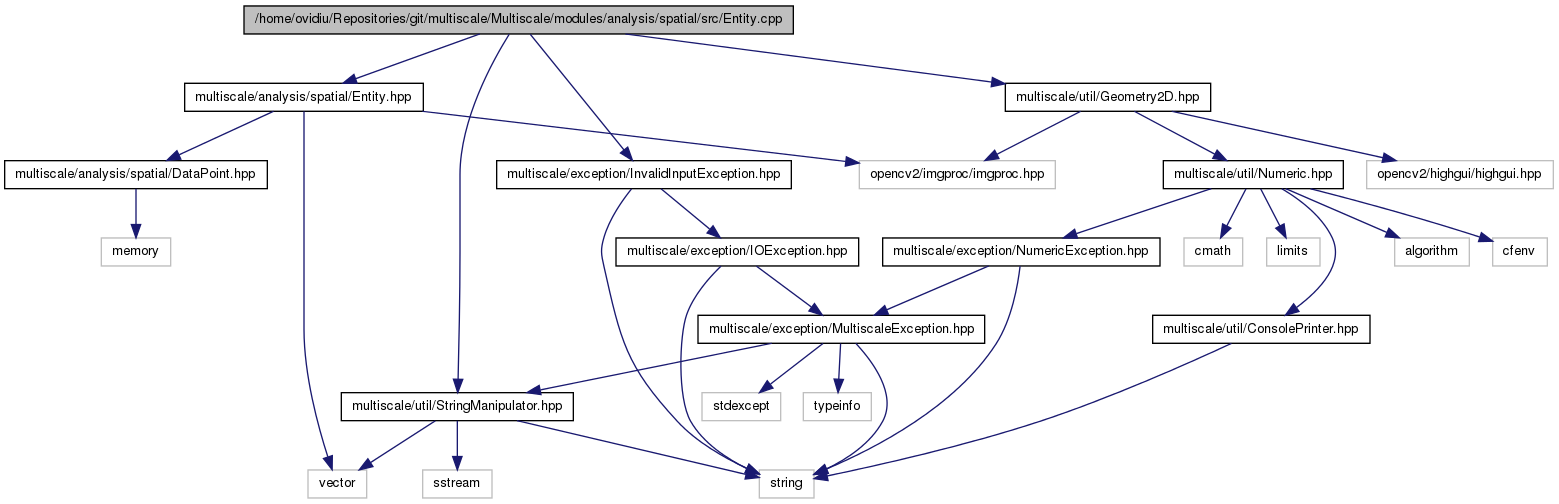 /home/ovidiu/Repositories/git/multiscale/Multiscale/modules/analysis/spatial/src/Entity.cpp
multiscale/analysis/spatial/Entity.hpp
multiscale/util/Geometry2D.hpp
multiscale/analysis/spatial/DataPoint.hpp
multiscale/exception/InvalidInputException.hpp
opencv2/imgproc/imgproc.hpp
multiscale/util/Numeric.hpp
opencv2/highgui/highgui.hpp
memory
multiscale/exception/IOException.hpp
multiscale/exception/NumericException.hpp
cmath
limits
algorithm
cfenv
multiscale/exception/MultiscaleException.hpp
multiscale/util/ConsolePrinter.hpp
multiscale/util/StringManipulator.hpp
stdexcept
typeinfo
vector
sstream
string